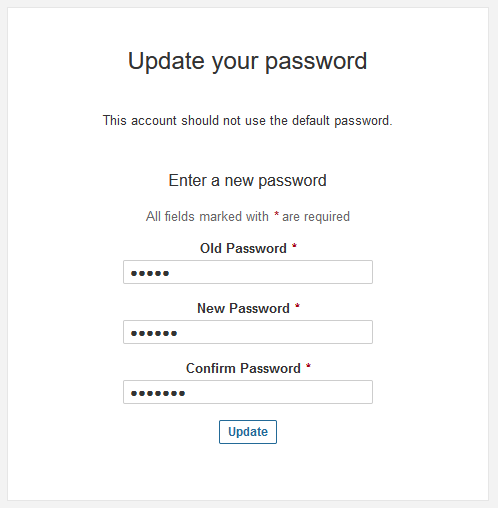 Update your password
This account should not use the default password.
Enter a new password
All fields marked with * are required
Old Password *
●●●●●
New Password *
●●●●●●
Confirm Password *
●●●●●●●
Update